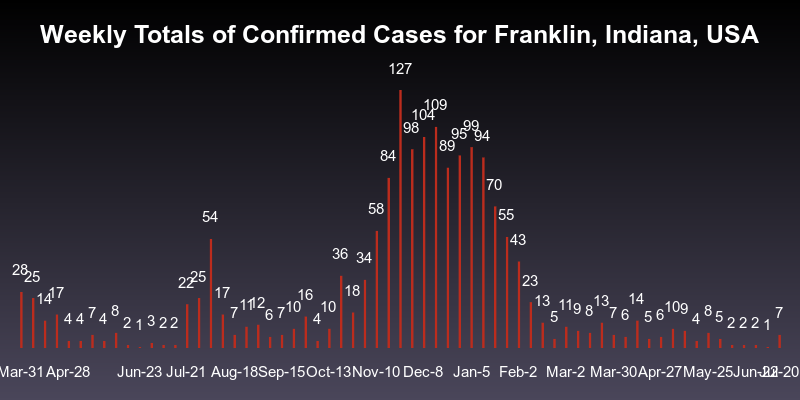 Weekly Totals of Confirmed Cases for Franklin, Indiana, USA
28 25 14 17 4 4 7 4 8 2 1 3 2 2 22 25 54 17 7 11 12 6 7 10 16 4 10 36 18 34 58 84 127 98 104 109 89 95 99 94 70 55 43 23 13 5 11 9 8 13 7 6 14 5 6 10 9 4 8 5 2 2 2 1 7
Mar-31 Apr-28 Jun-23 Jul-21 Aug-18 Sep-15 Oct-13 Nov-10 Dec-8 Jan-5 Feb-2 Mar-2 Mar-30 Apr-27 May-25 Jun-22 Jul-20